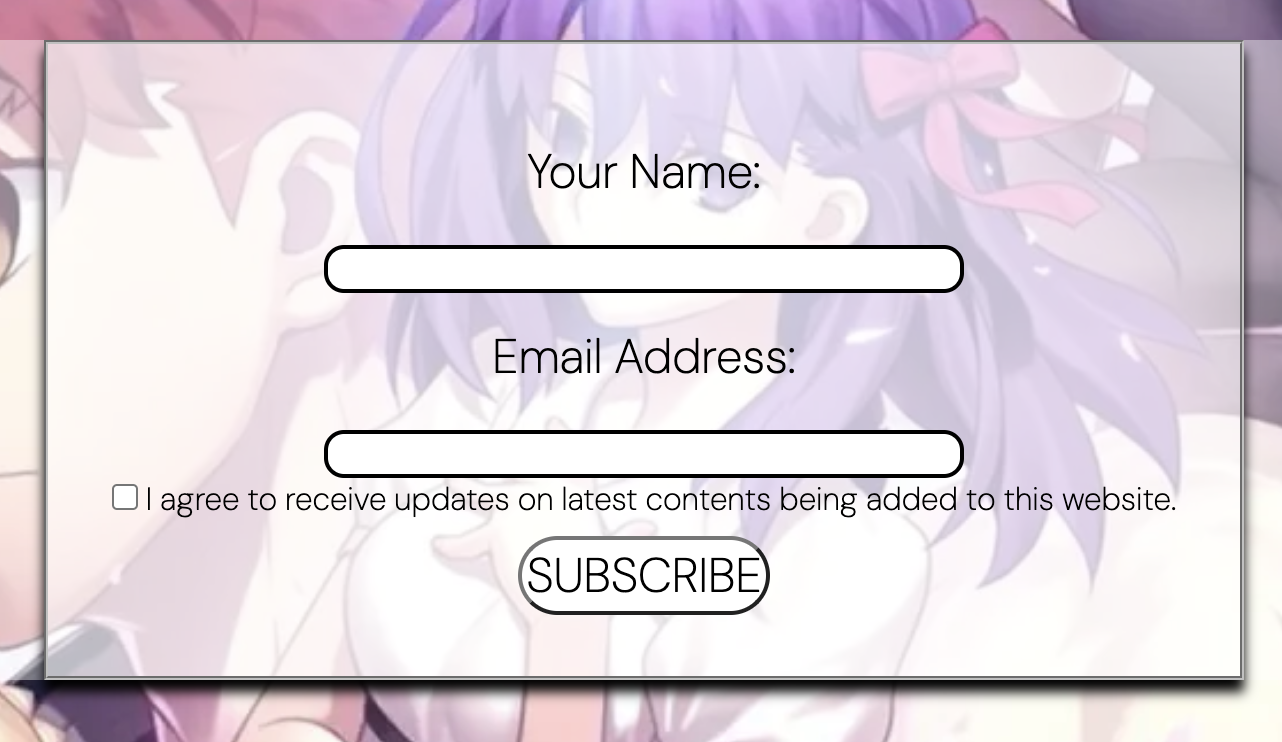 Your Name:
Email Address:
I agree to receive updates on latest contents being added to this website.
SUBSCRIBE